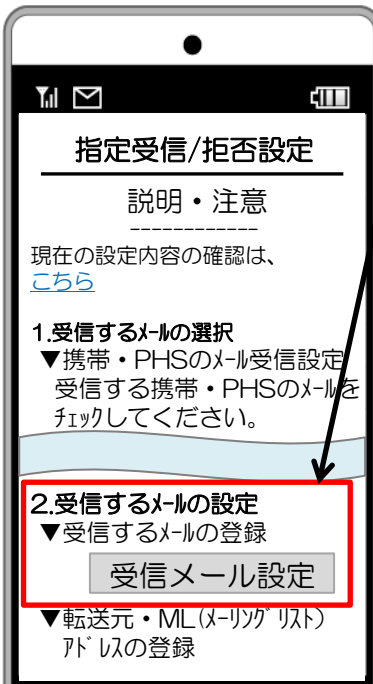 指定受信/拒否設定
説明・注意
------------
現在の設定内容の確認は、
こちら
1.受信するﾒｰﾙの選択
▼携帯・PHSのﾒｰﾙ受信設定
受信する携帯・PHSのﾒｰﾙを
ﾁｪｯｸしてください。
2.受信するﾒｰﾙの設定
▼受信するﾒｰﾙの登録
受信メール設定
▼転送元・ML(ﾒｰﾘﾝｸﾞﾘｽﾄ)
ｱﾄﾞﾚｽの登録